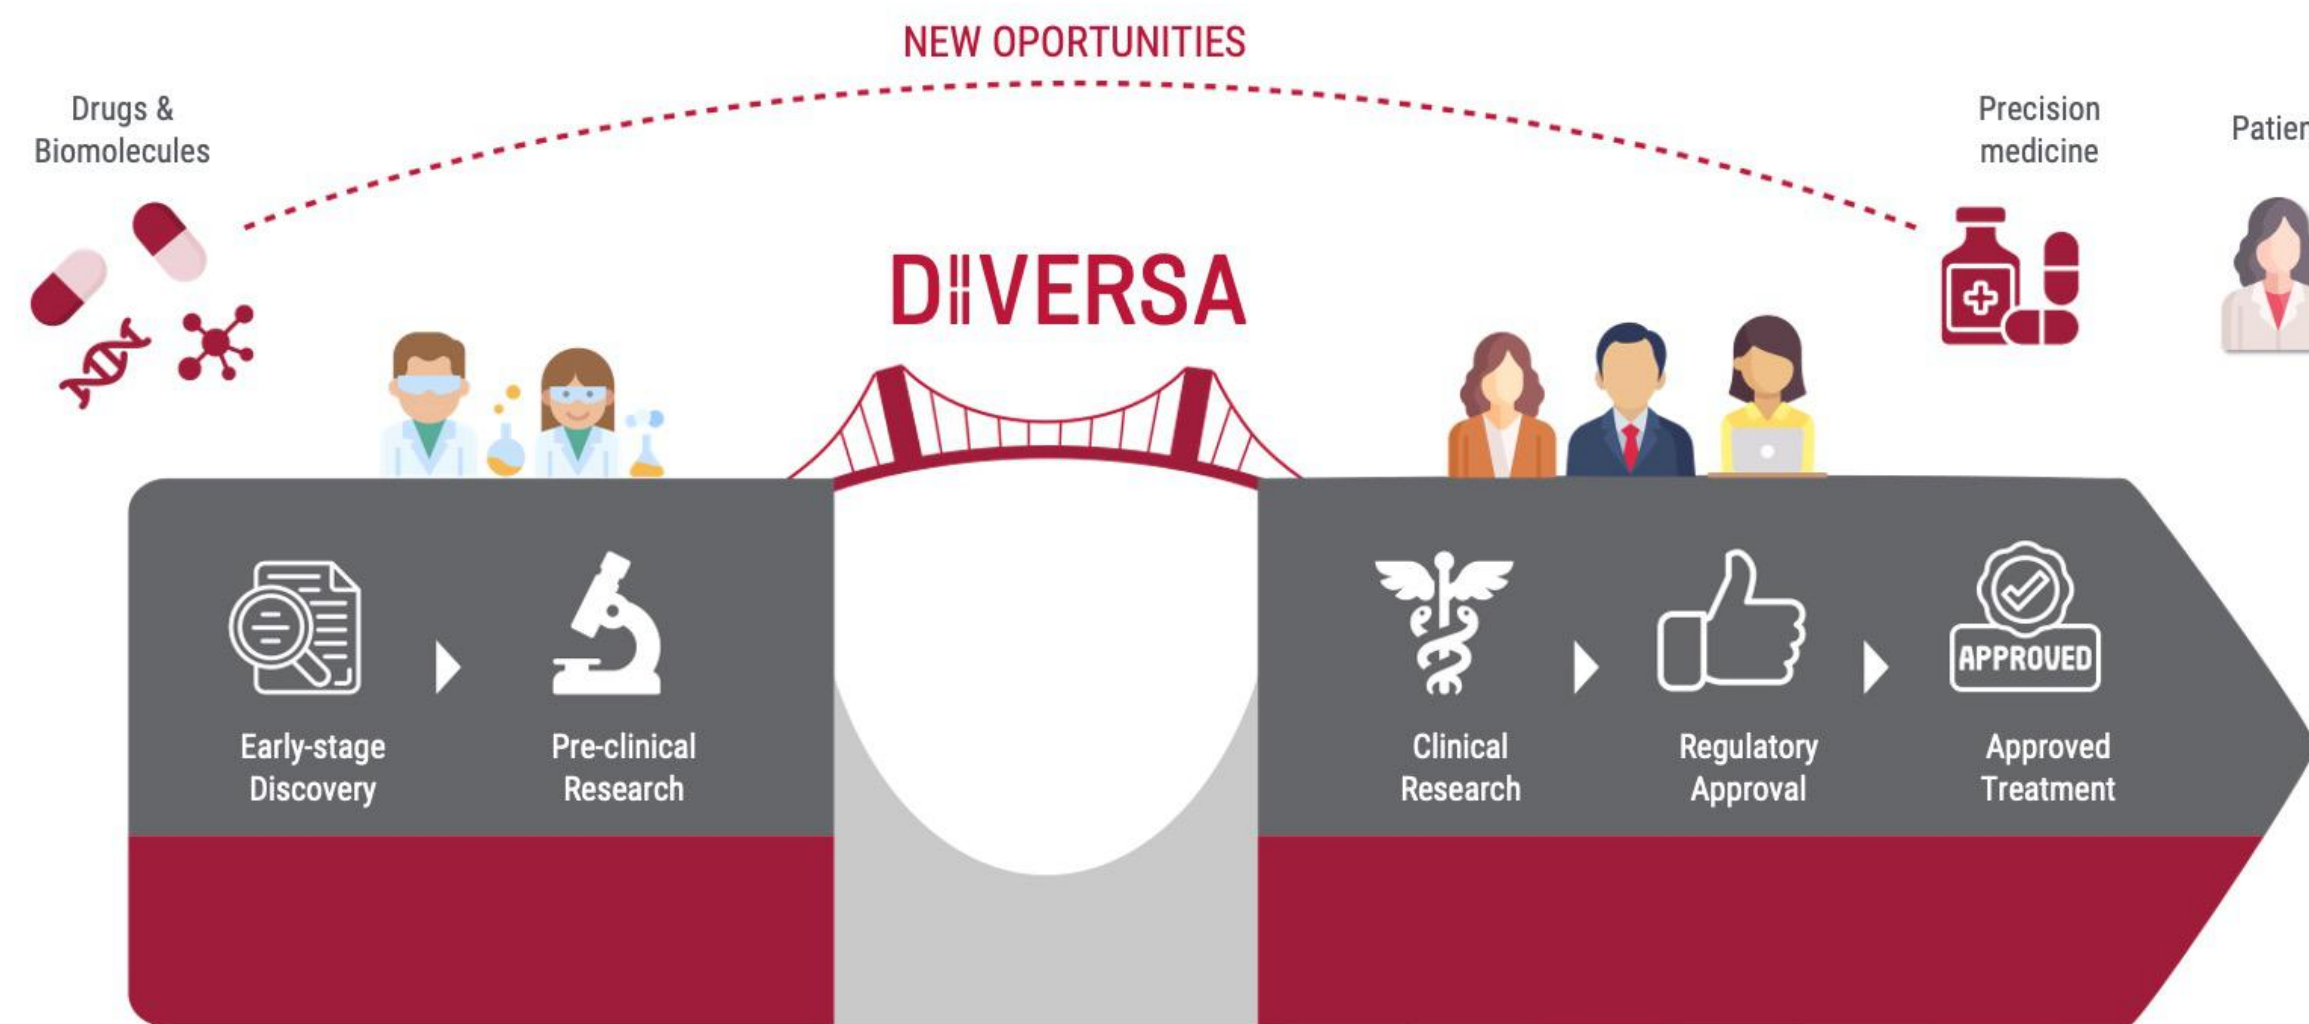 NEW OPORTUNITIES
Drugs &
Biomolecules
Precision
medicine
DIVERSA
Early-stage
Discovery
Pre-clinical
Research
Clinical
Research
Regulatory
Approval
APPROVED
Approved
Treatment